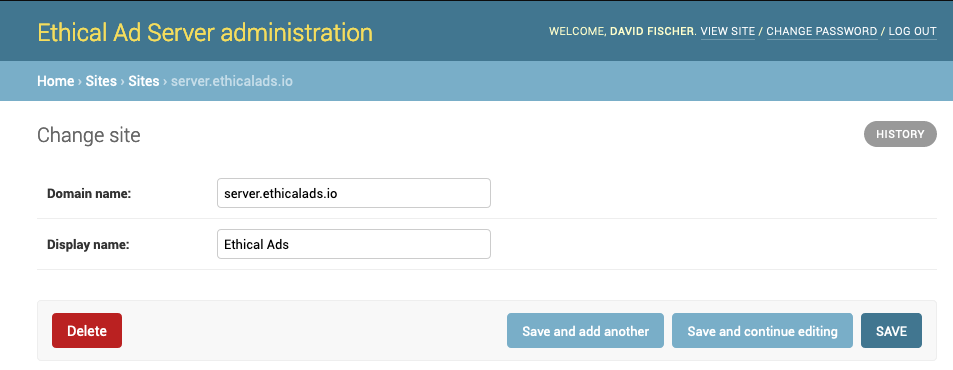 Ethical Ad Server administration
WELCOME, DAVID FISCHER. VIEW SITE / CHANGE PASSWORD / LOG OUT
Home › Sites › Sites › server.ethicalads.io
Change site
HISTORY
Domain name: server.ethicalads.io
Display name: Ethical Ads
Delete Save and add another Save and continue editing SAVE